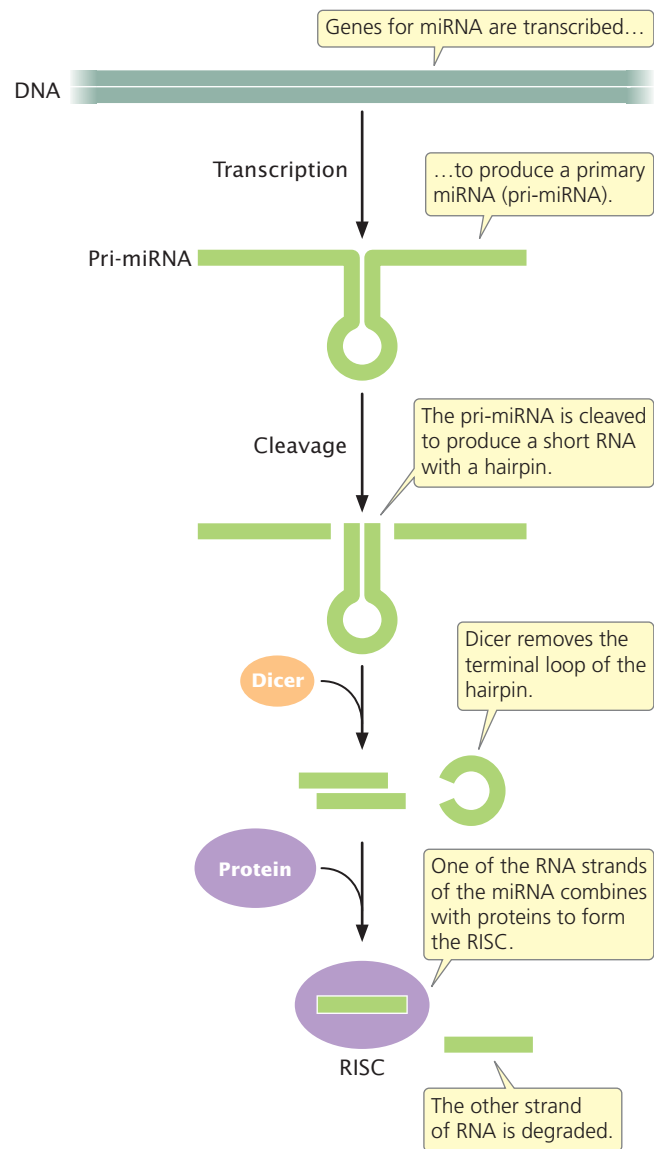 Genes for miRNA are transcribed…
DNA
Transcription
…to produce a primary
miRNA (pri-miRNA).
Pri-miRNA
Cleavage
The pri-miRNA is cleaved
to produce a short RNA
with a hairpin.
Dicer
Dicer removes the
terminal loop of the
hairpin.
Protein
One of the RNA strands
of the miRNA combines
with proteins to form
the RISC.
RISC
The other strand
of RNA is degraded.